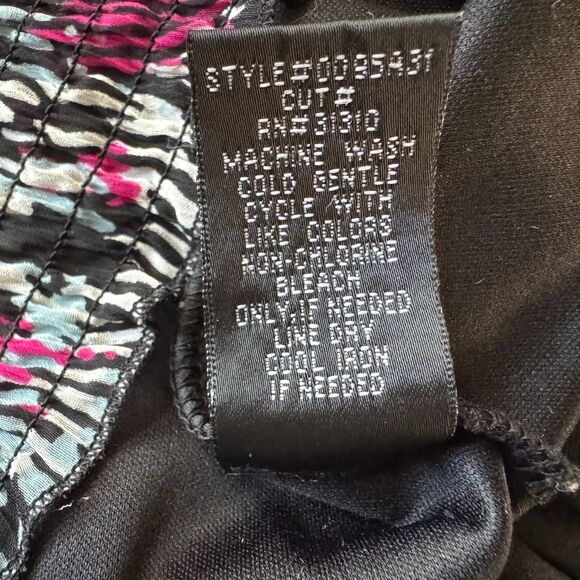 STYLE#0095A3Y
CUT#
RN#31310
MACHINE WASH
COLD GENTLE
CYCLE WITH
LIKE COLORS
NON-CHLORINE
BLEACH
ONLY IF NEEDED
LINE DRY
COOL IRON
IF NEEDED